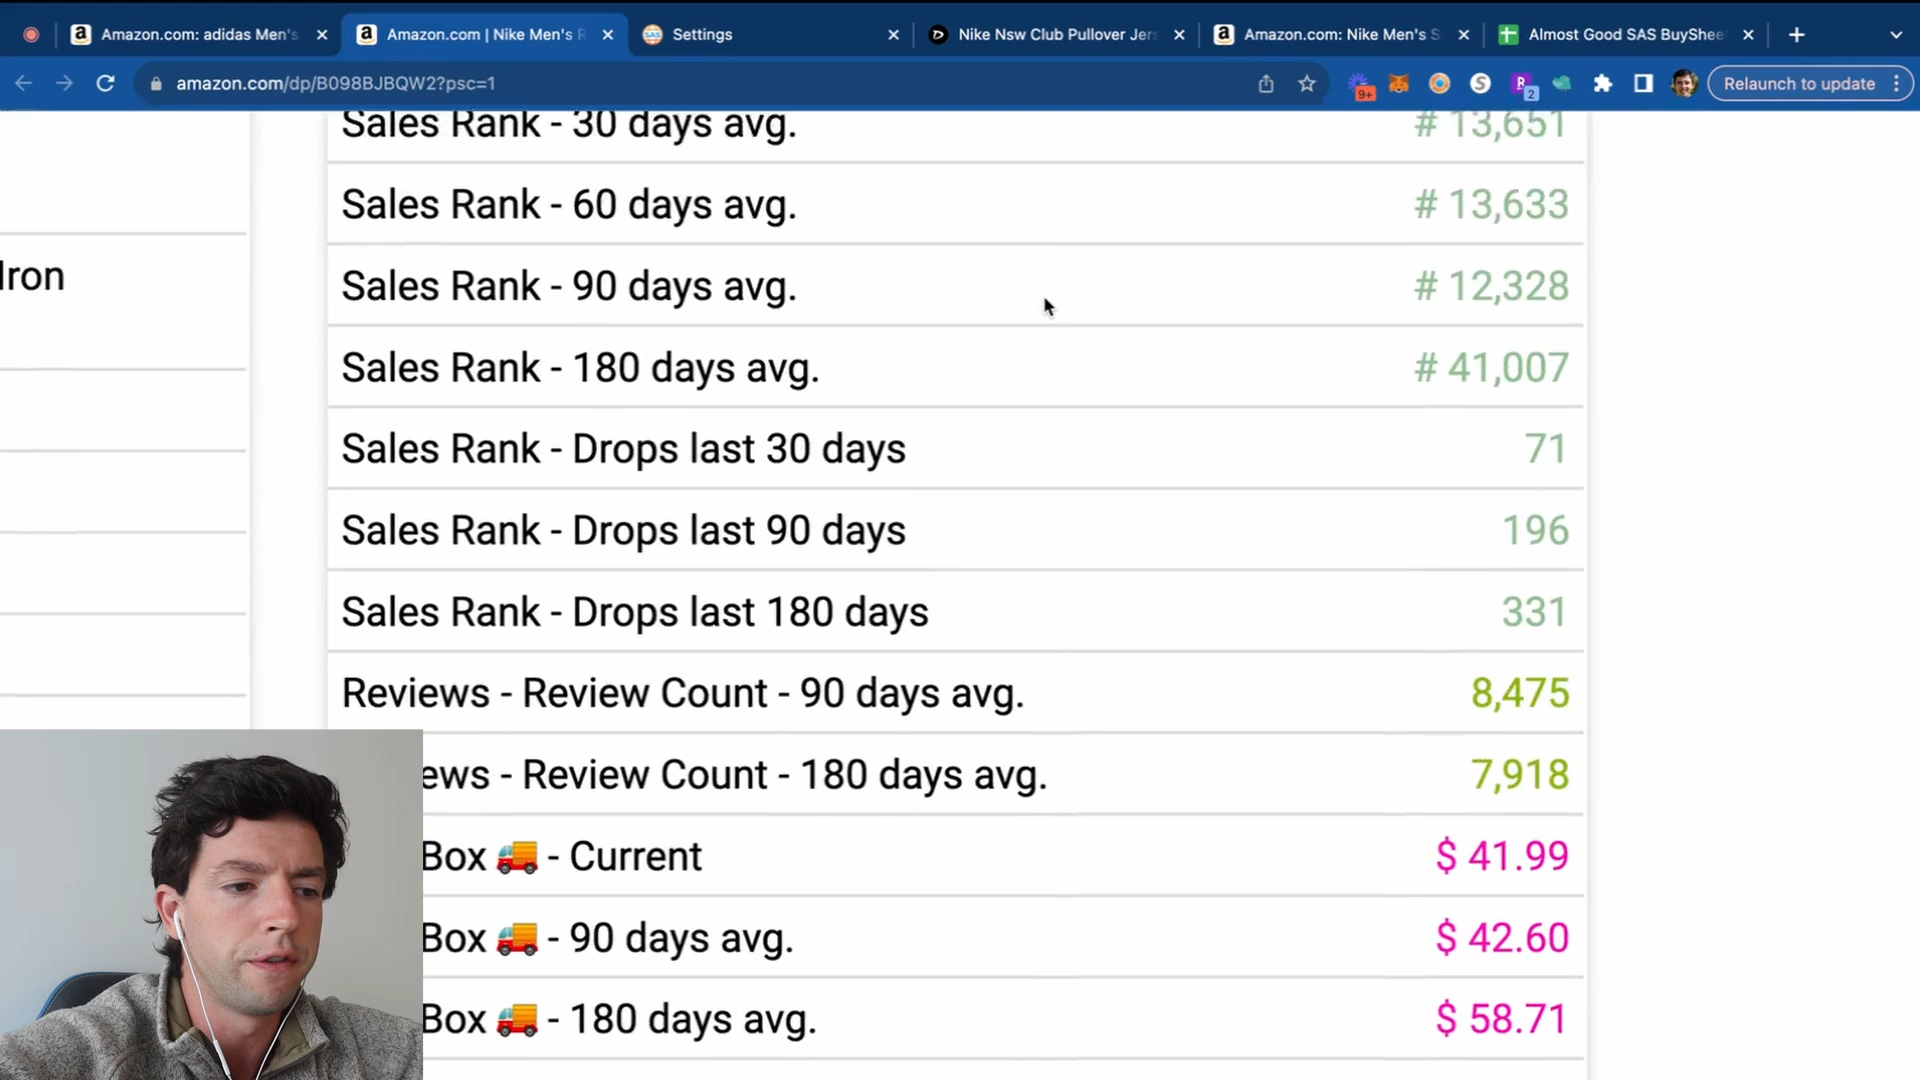 Amazon.com: adidas Men's
Amazon.com | Nike Men's R
Settings
Nike Nsw Club Pullover Jer
Amazon.com: Nike Men's S
Almost Good SAS BuySheet
amazon.com/dp/B098BJBQW2?psc=1
9+
2
Relaunch to update
Sales Rank - 30 days avg. # 13,651
Sales Rank - 60 days avg. # 13,633
Iron
Sales Rank - 90 days avg. # 12,328
Sales Rank - 180 days avg. # 41,007
Sales Rank - Drops last 30 days 71
Sales Rank - Drops last 90 days 196
Sales Rank - Drops last 180 days 331
Reviews - Review Count - 90 days avg. 8,475
ews - Review Count - 180 days avg. 7,918
Box 🚚 - Current $ 41.99
Box 🚚 - 90 days avg. $ 42.60
Box 🚚 - 180 days avg. $ 58.71